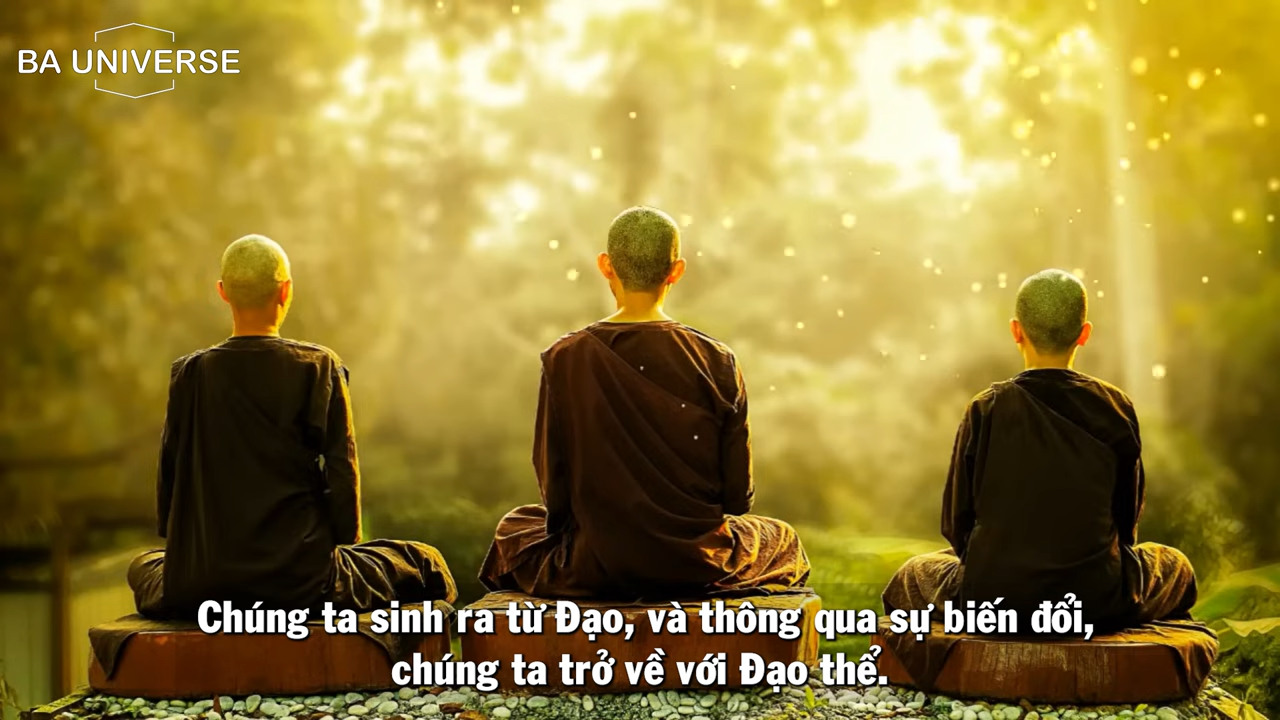 BA UNIVERSE
Chúng ta sinh ra từ Đạo, và thông qua sự biến đổi,
chúng ta trở về với Đạo thể.